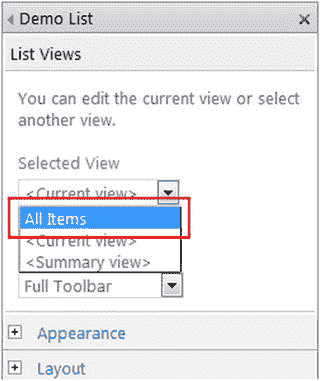 Demo List
List Views
You can edit the current view or select
another view.
Selected View
<Current view>
All Items
<Current view>
<Summary view>
Full Toolbar
Appearance
Layout